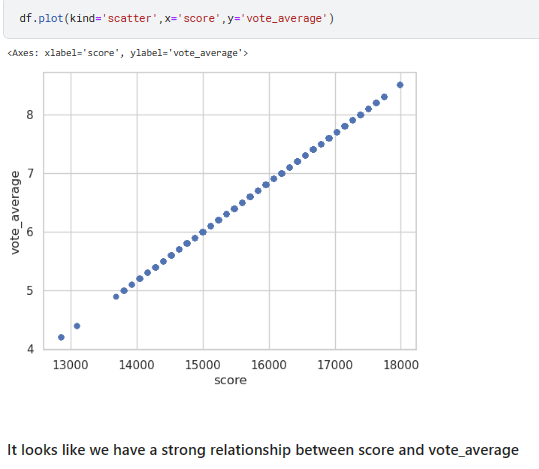 df.plot(kind='scatter',x='score',y='vote_average')
<Axes: xlabel='score', ylabel='vote_average'>
8
7
6
5
4
vote_average
13000 14000 15000 16000 17000 18000
score
It looks like we have a strong relationship between score and vote_average